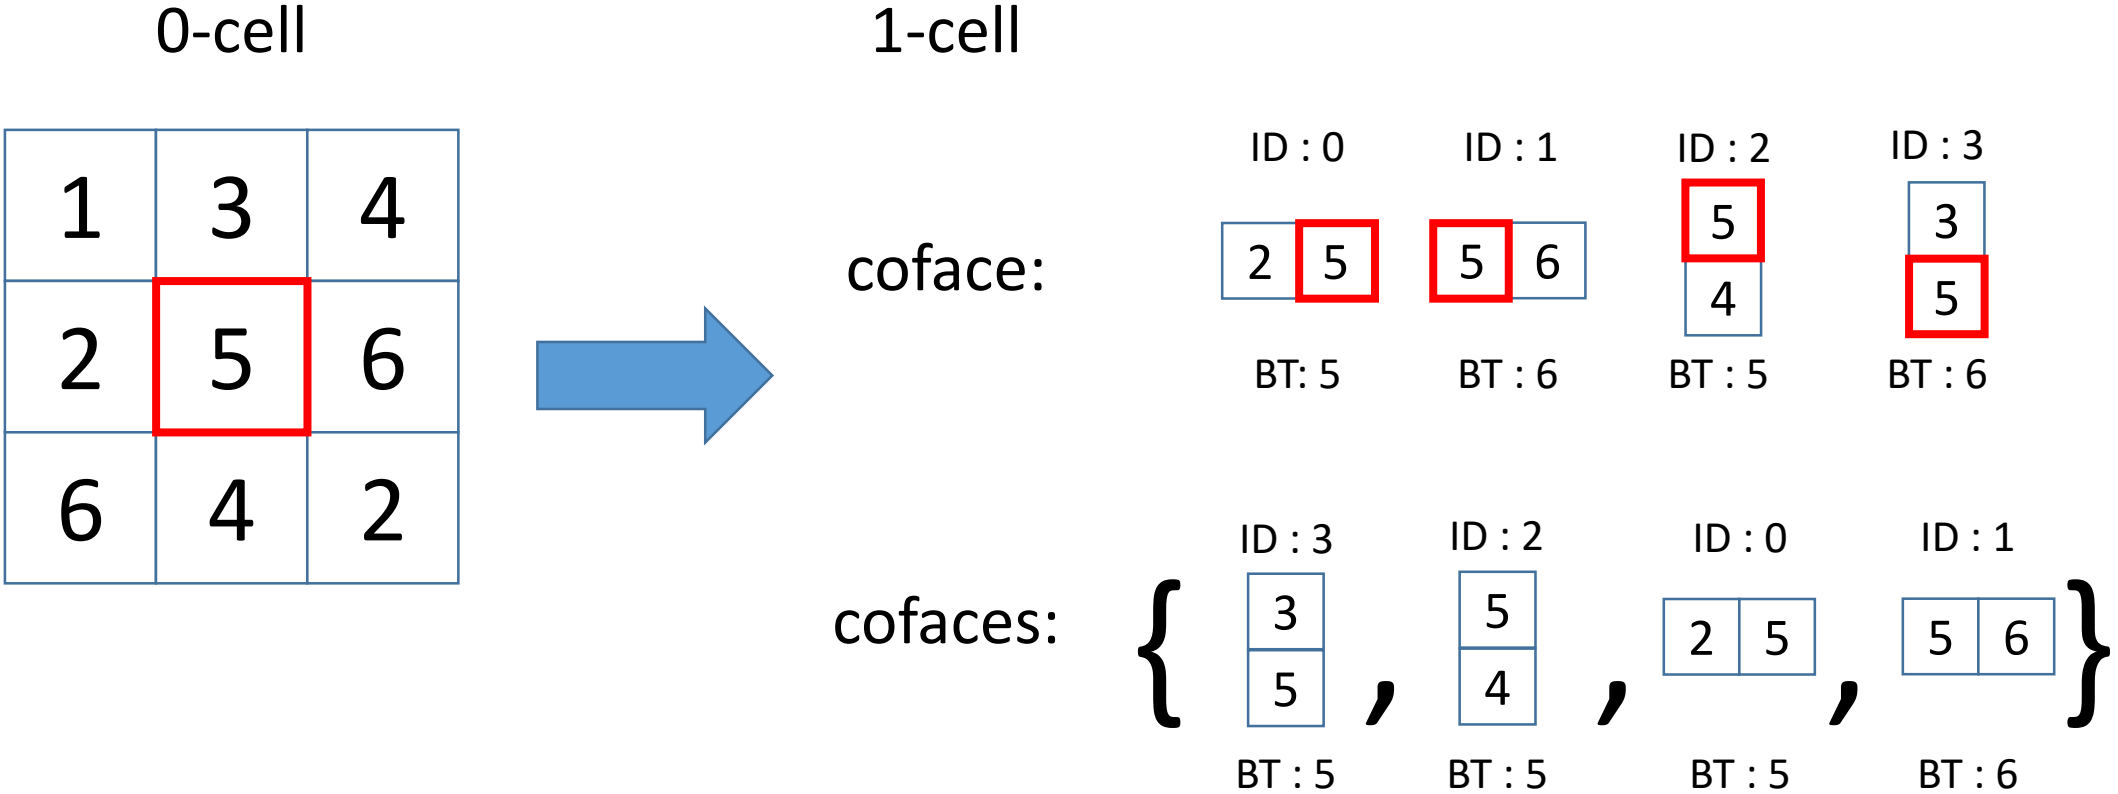 0-cell
1-cell
1 3 4
2 5 6
6 4 2
ID : 0 ID : 1 ID : 2 ID : 3
coface:
2 5
5 6
5
4
3
5
BT: 5 BT : 6 BT : 5 BT : 6
ID : 3 ID : 2 ID : 0 ID : 1
cofaces:
{
3
5
,
5
4
,
2 5
,
5 6
}
BT : 5 BT : 5 BT : 5 BT : 6